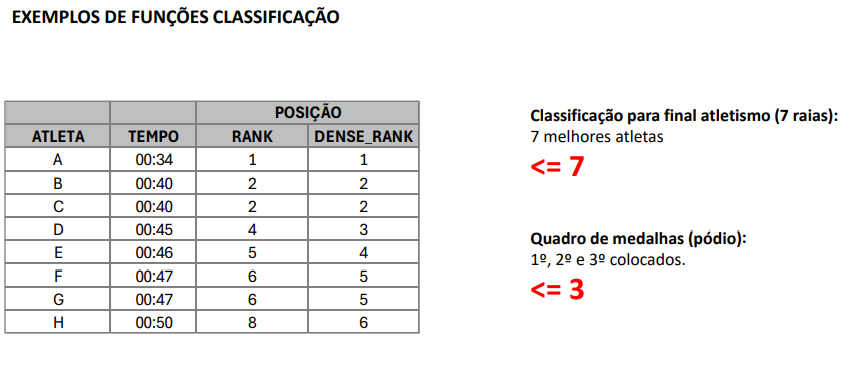 EXEMPLOS DE FUNÇÕES CLASSIFICAÇÃO
POSIÇÃO
ATLETA TEMPO RANK DENSE_RANK
A 00:34 1 1
B 00:40 2 2
C 00:40 2 2
D 00:45 4 3
E 00:46 5 4
F 00:47 6 5
G 00:47 6 5
H 00:50 8 6
Classificação para final atletismo (7 raias):
7 melhores atletas
<= 7
Quadro de medalhas (pódio):
1º, 2º e 3º colocados.
<= 3